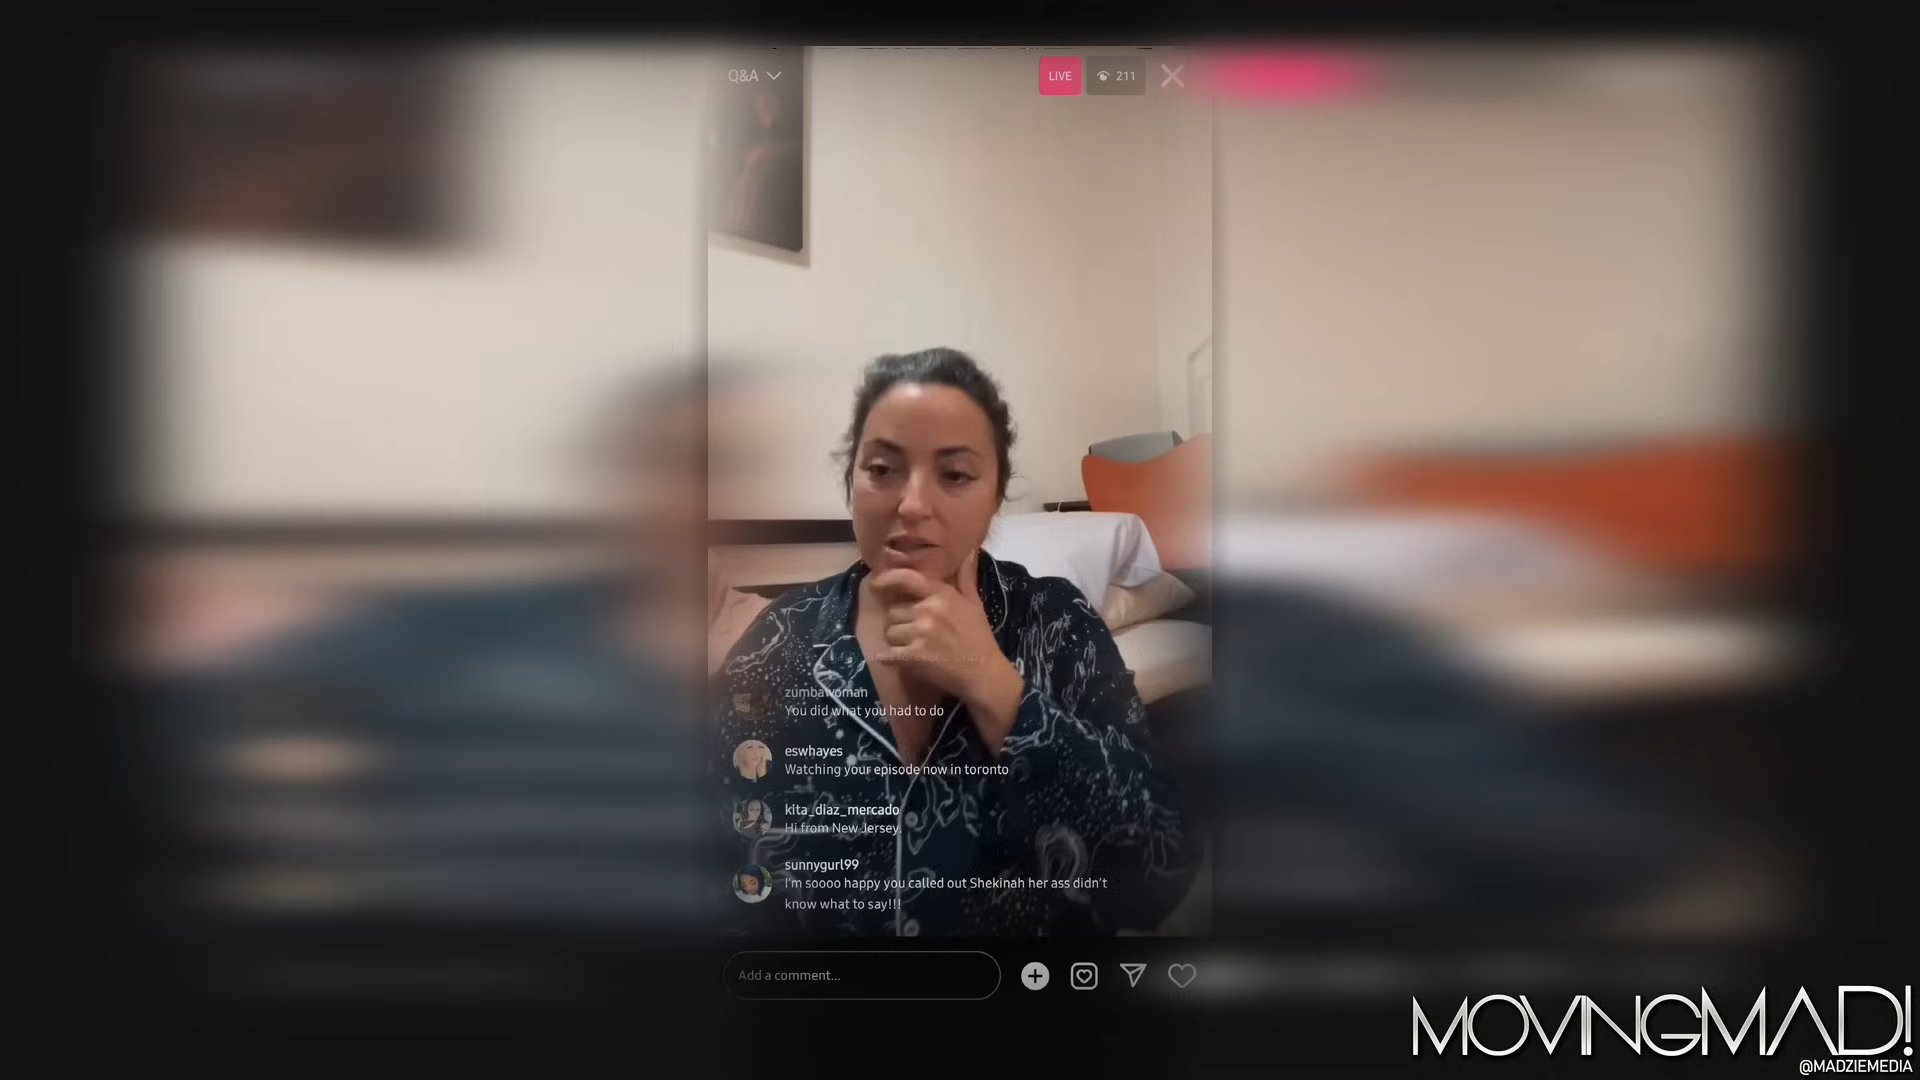 Q&A
LIVE
211
zumbawoman
You did what you had to do
eswhayes
Watching your episode now in toronto
kita_diaz_mercado
Hi from New Jersey.
sunnygurl99
I'm soooo happy you called out Shekinah her ass didn't
know what to say!!!
Add a comment...
MOVINGMAD!
@MADZIEMEDIA